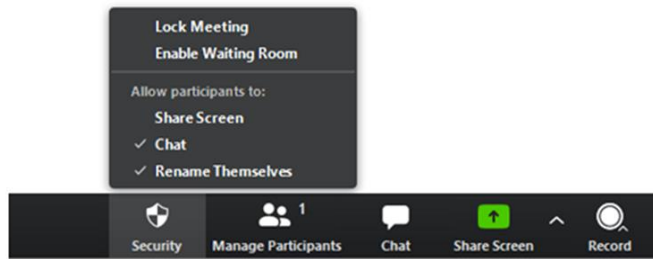 Lock Meeting
Enable Waiting Room
Allow participants to:
Share Screen
Chat
Rename Themselves
1
Security Manage Participants Chat Share Screen Record